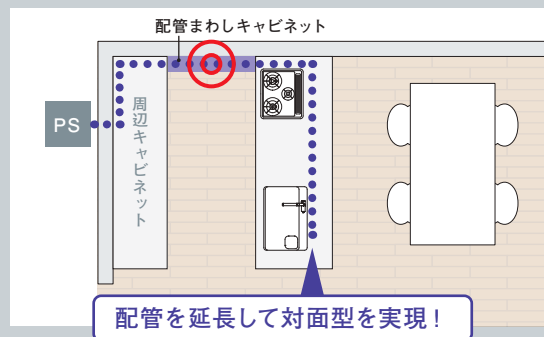 配管まわしキャビネット
PS
周辺キャビネット
配管を延長して対面型を実現！